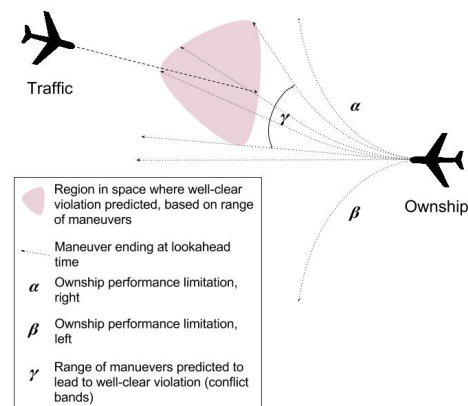 Traffic
α
γ
Ownship
β
Region in space where well-clear
violation predicted, based on range
of maneuvers
Maneuver ending at lookahead
time
α Ownship performance limitation,
right
β Ownship performance limitation,
left
γ Range of manuevers predicted to
lead to well-clear violation (conflict
bands)